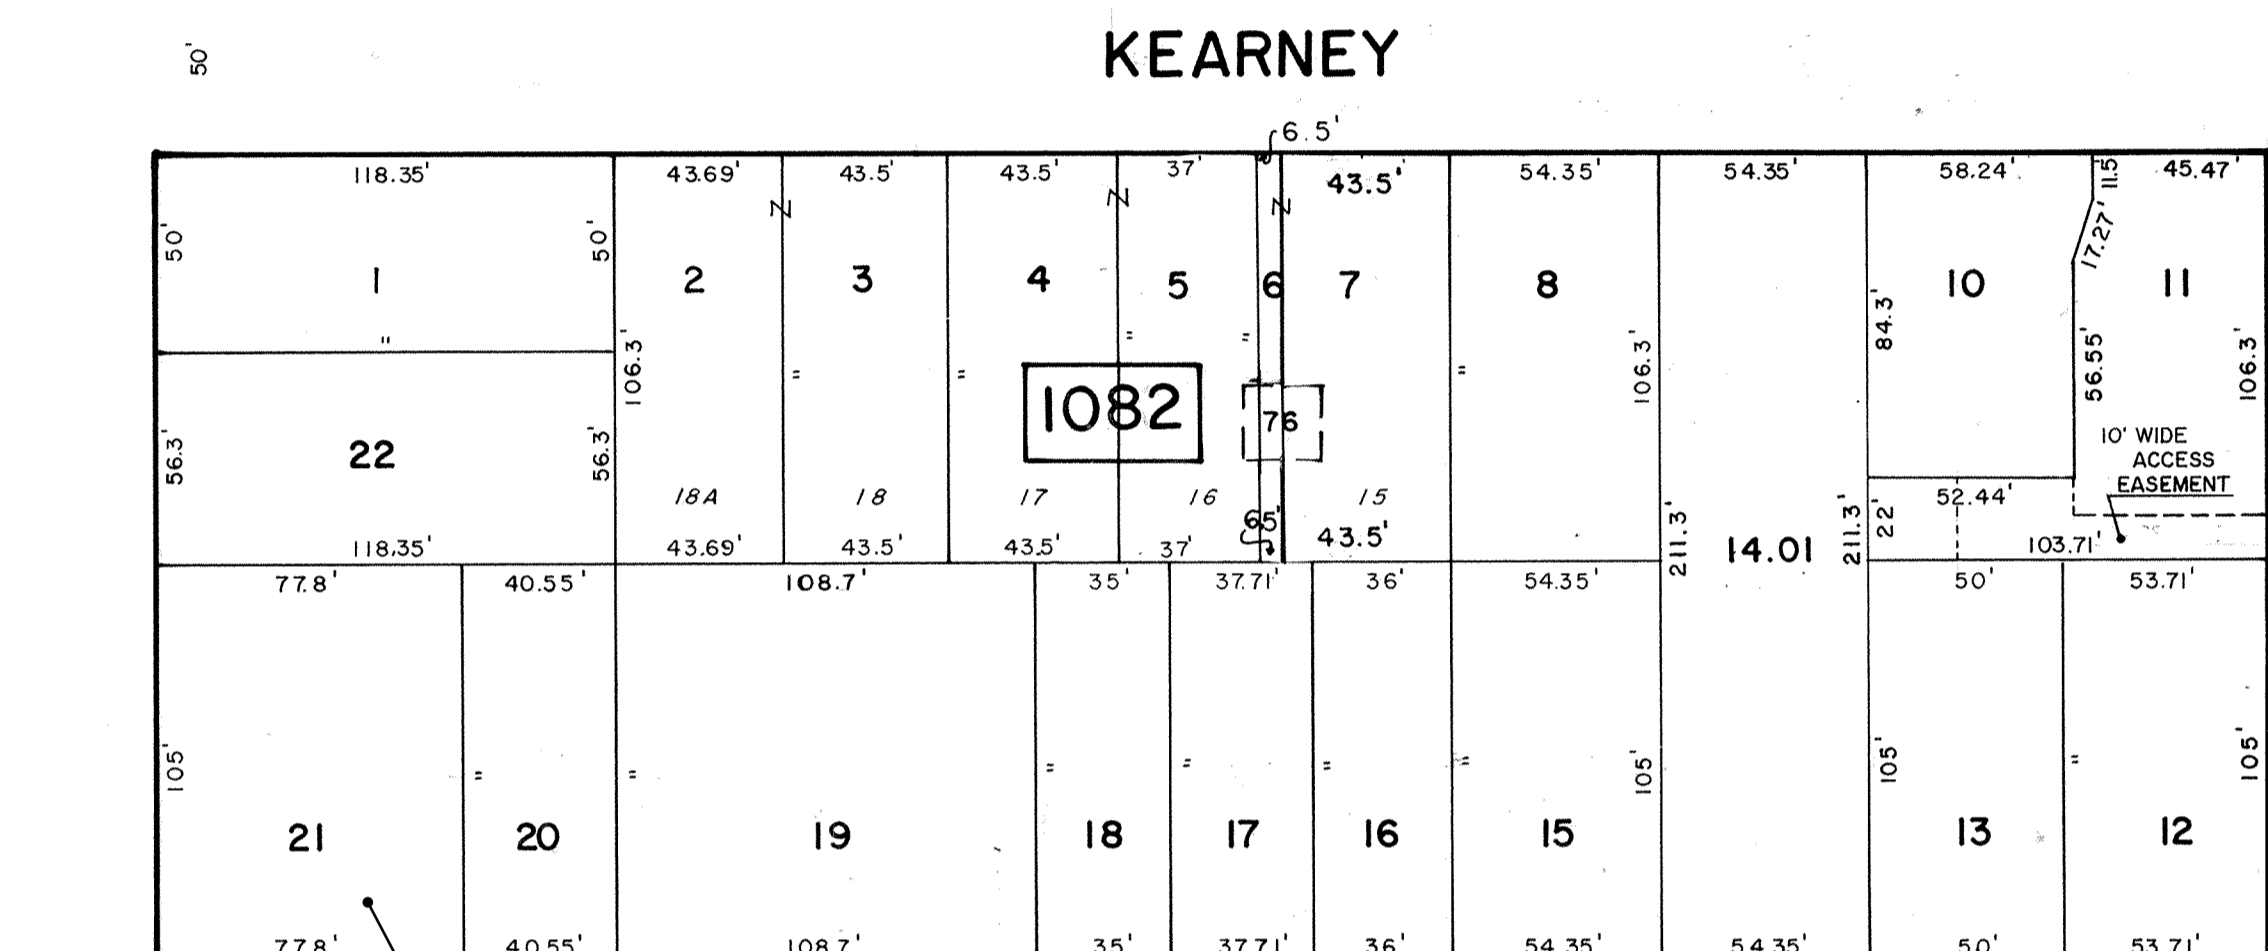 50'
KEARNEY
6.5'
118.35' 43.69' 43.5' 43.5' 37' 43.5' 54.35' 54.35' 58.24' 11.5 45.47'
50' 50' 17.27'
1 2 3 4 5 6 7 8 10 11
106.3' 106.3' 84.3' 56.55' 106.3'
1082 76
56.3' 22 56.3'
10' WIDE
ACCESS
EASEMENT
18A 18 17 16 15
52.44'
6.5' 211.3' 14.01 211.3' 22'
118.35' 43.69' 43.5' 43.5' 37' 43.5' 103.71'
77.8' 40.55' 108.7' 35' 37.71' 36' 54.35' 50' 53.71'
105' 105' 105' 105'
21 20 19 18 17 16 15 13 12
77.8' 40.55' 108.7' 35' 37.71' 36' 54.35' 54.35' 50' 53.71'